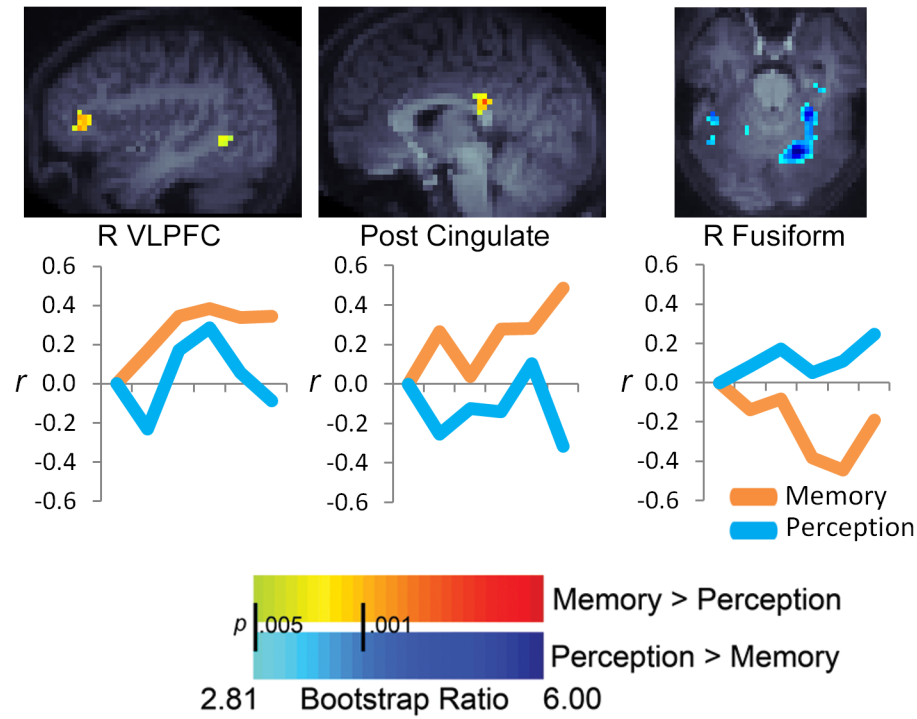 R VLPFC
Post Cingulate
R Fusiform
0.6
0.4
0.2
0.0
-0.2
-0.4
-0.6
r
0.6
0.4
0.2
0.0
-0.2
-0.4
-0.6
r
0.6
0.4
0.2
0.0
-0.2
-0.4
-0.6
r
Memory
Perception
Memory > Perception
p .005 .001
Perception > Memory
2.81 Bootstrap Ratio 6.00